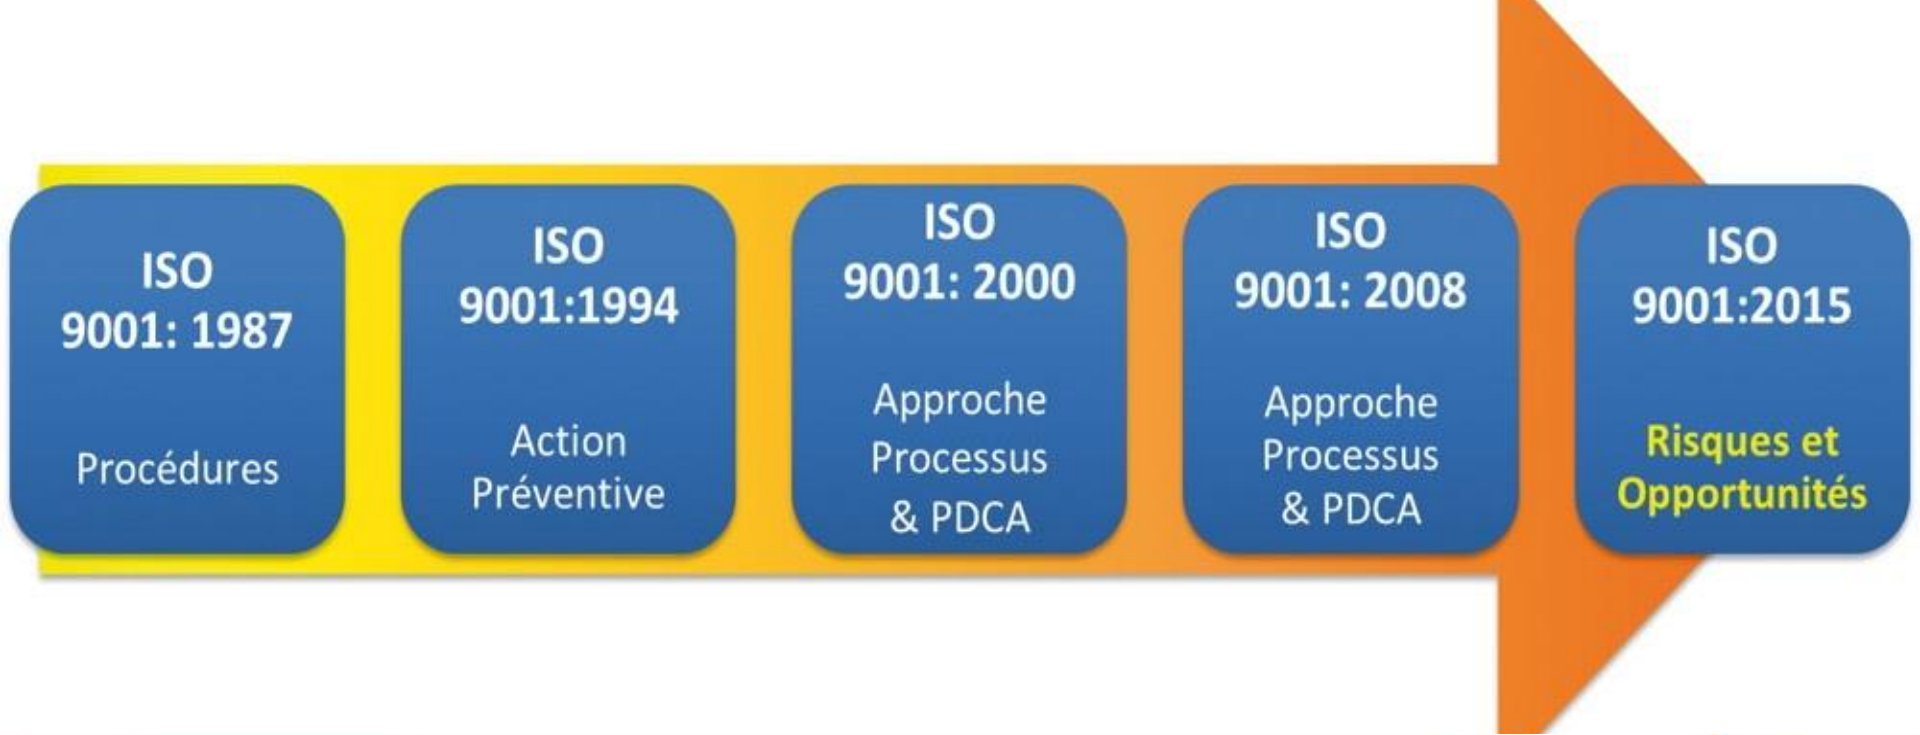 ISO
9001: 1987
Procédures
ISO
9001:1994
Action
Préventive
ISO
9001: 2000
Approche
Processus
& PDCA
ISO
9001: 2008
Approche
Processus
& PDCA
ISO
9001:2015
Risques et
Opportunités